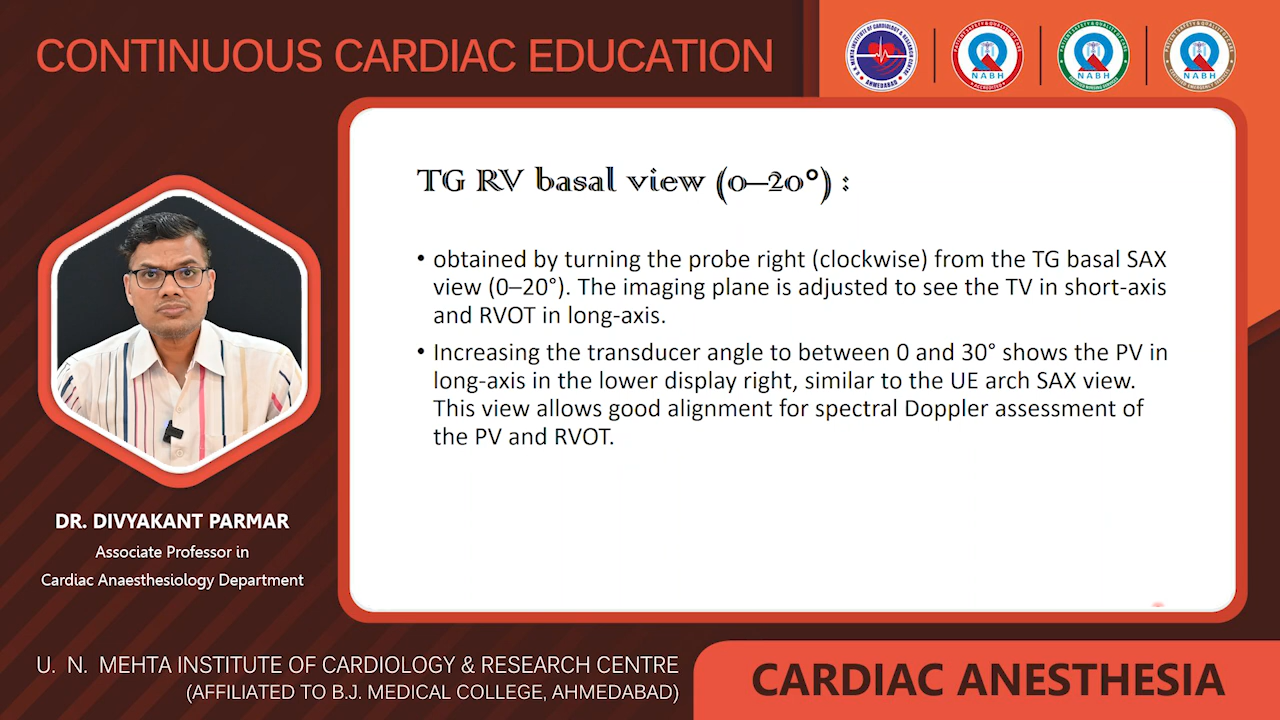 CONTINUOUS CARDIAC EDUCATION
NABH
NABH
NABH
TG RV basal view (0–20°) :
• obtained by turning the probe right (clockwise) from the TG basal SAX
view (0–20°). The imaging plane is adjusted to see the TV in short-axis
and RVOT in long-axis.
• Increasing the transducer angle to between 0 and 30° shows the PV in
long-axis in the lower display right, similar to the UE arch SAX view.
This view allows good alignment for spectral Doppler assessment of
the PV and RVOT.
DR. DIVYAKANT PARMAR
Associate Professor in
Cardiac Anaesthesiology Department
U. N. MEHTA INSTITUTE OF CARDIOLOGY & RESEARCH CENTRE
(AFFILIATED TO B.J. MEDICAL COLLEGE, AHMEDABAD)
CARDIAC ANESTHESIA